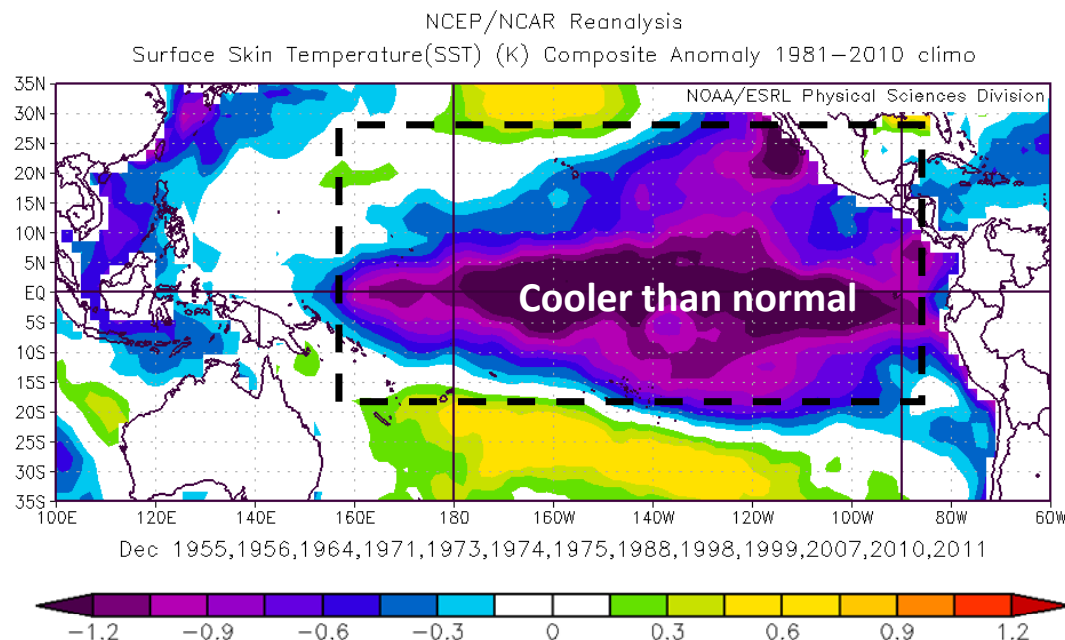 NCEP/NCAR Reanalysis
Surface Skin Temperature(SST) (K) Composite Anomaly 1981-2010 climo
NOAA/ESRL Physical Sciences Division
35N
30N
25N
20N
15N
10N
5N
EQ
5S
10S
15S
20S
25S
30S
35S
Cooler than normal
100E 120E 140E 160E 180 160W 140W 120W 100W 80W 60W
Dec 1955,1956,1964,1971,1973,1974,1975,1988,1998,1999,2007,2010,2011
-1.2 -0.9 -0.6 -0.3 0 0.3 0.6 0.9 1.2